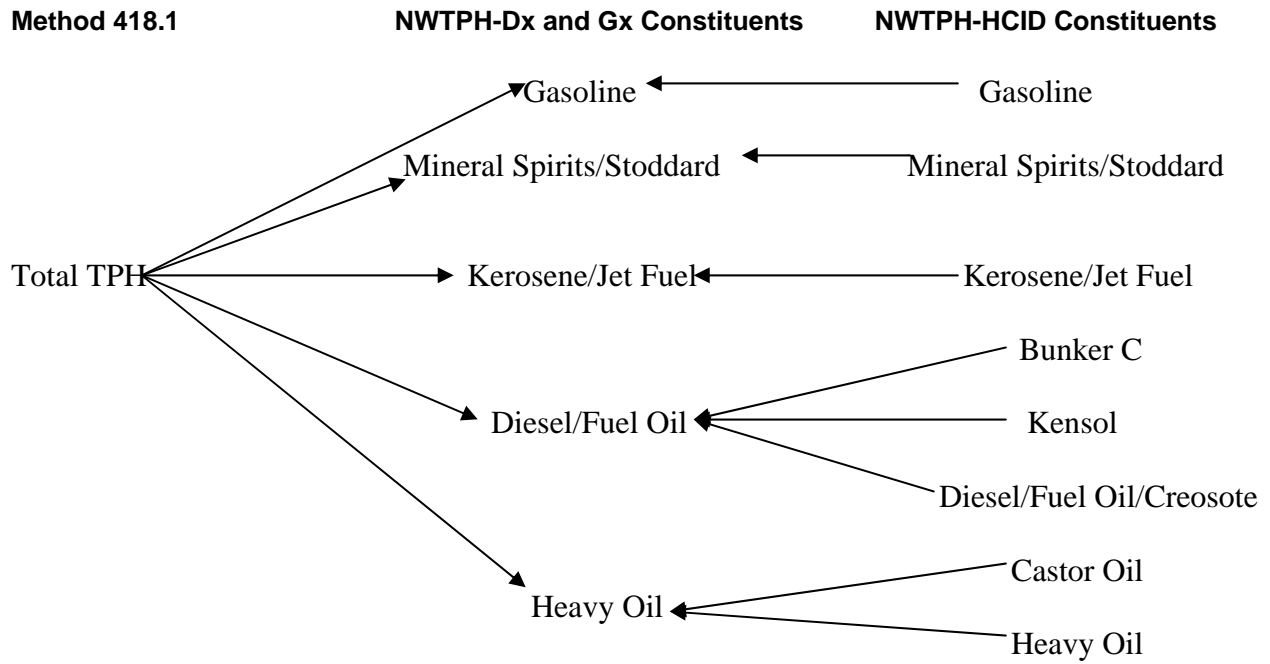 Method 418.1 NWTPH-Dx and Gx Constituents NWTPH-HCID Constituents
Gasoline Gasoline
Mineral Spirits/Stoddard Mineral Spirits/Stoddard
Total TPH Kerosene/Jet Fuel Kerosene/Jet Fuel
Bunker C
Diesel/Fuel Oil Kensol
Diesel/Fuel Oil/Creosote
Castor Oil
Heavy Oil
Heavy Oil